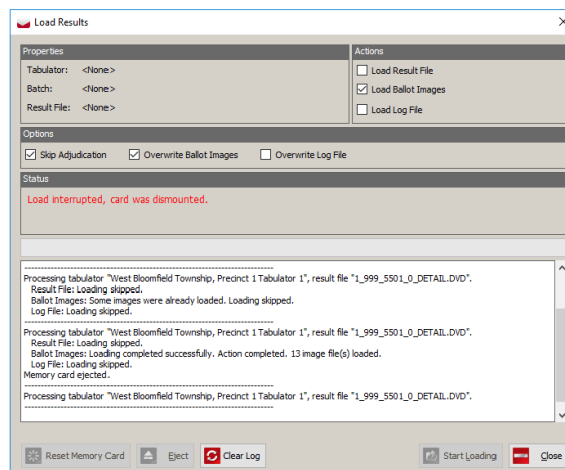 Load Results
Properties
Tabulator: <None>
Batch: <None>
Result File: <None>
Actions
Load Result File
Load Ballot Images
Load Log File
Options
Skip Adjudication Overwrite Ballot Images Overwrite Log File
Status
Load interrupted, card was dismounted.
--------------------------------------------------------------------------------
Processing tabulator "West Bloomfield Township, Precinct 1 Tabulator 1", result file "1_999_5501_0_DETAIL.DVD".
Result File: Loading skipped.
Ballot Images: Some images were already loaded. Loading skipped.
Log File: Loading skipped.
--------------------------------------------------------------------------------
Processing tabulator "West Bloomfield Township, Precinct 1 Tabulator 1", result file "1_999_5501_0_DETAIL.DVD".
Result File: Loading skipped.
Ballot Images: Loading completed successfully. Action completed. 13 image file(s) loaded.
Log File: Loading skipped.
Memory card ejected.
--------------------------------------------------------------------------------
Processing tabulator "West Bloomfield Township, Precinct 1 Tabulator 1", result file "1_999_5501_0_DETAIL.DVD".
--------------------------------------------------------------------------------
Reset Memory Card Eject Clear Log Start Loading Close